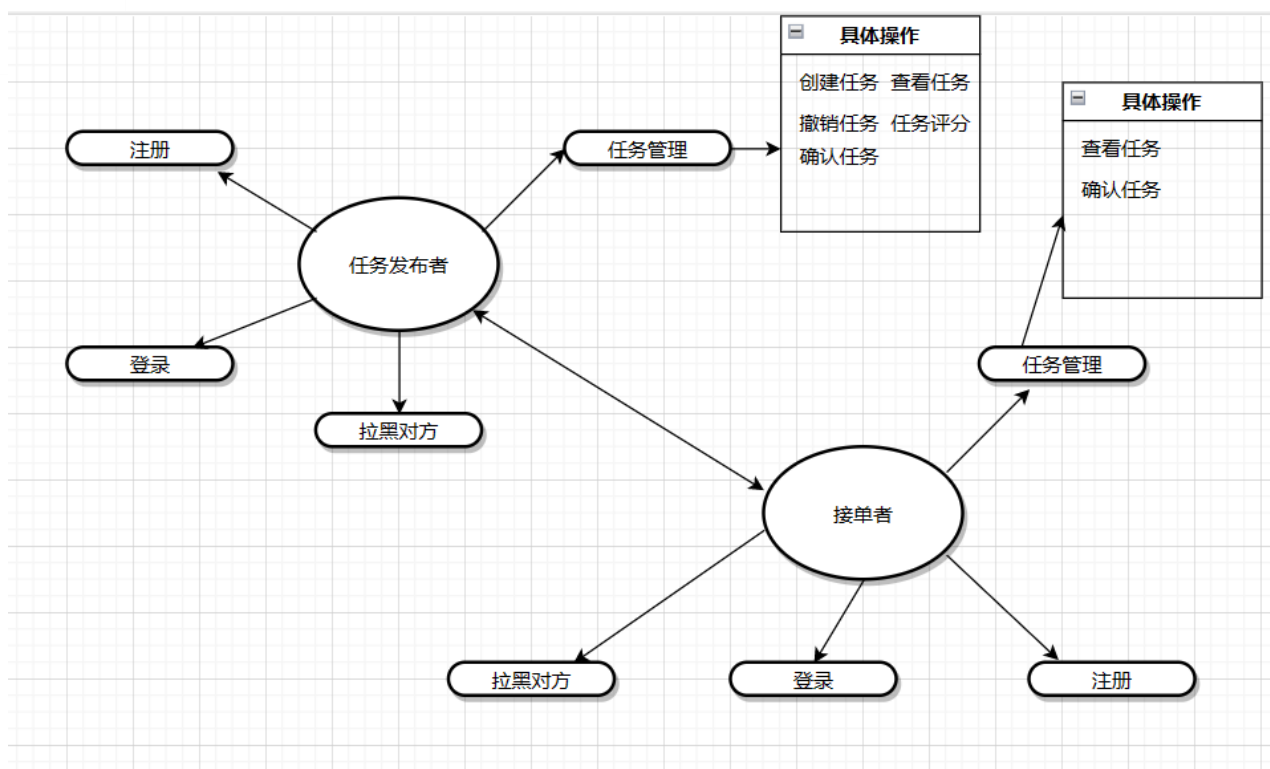 具体操作
创建任务 查看任务
撤销任务 任务评分
确认任务
具体操作
查看任务
确认任务
注册
任务管理
任务发布者
登录
任务管理
拉黑对方
接单者
拉黑对方
登录
注册